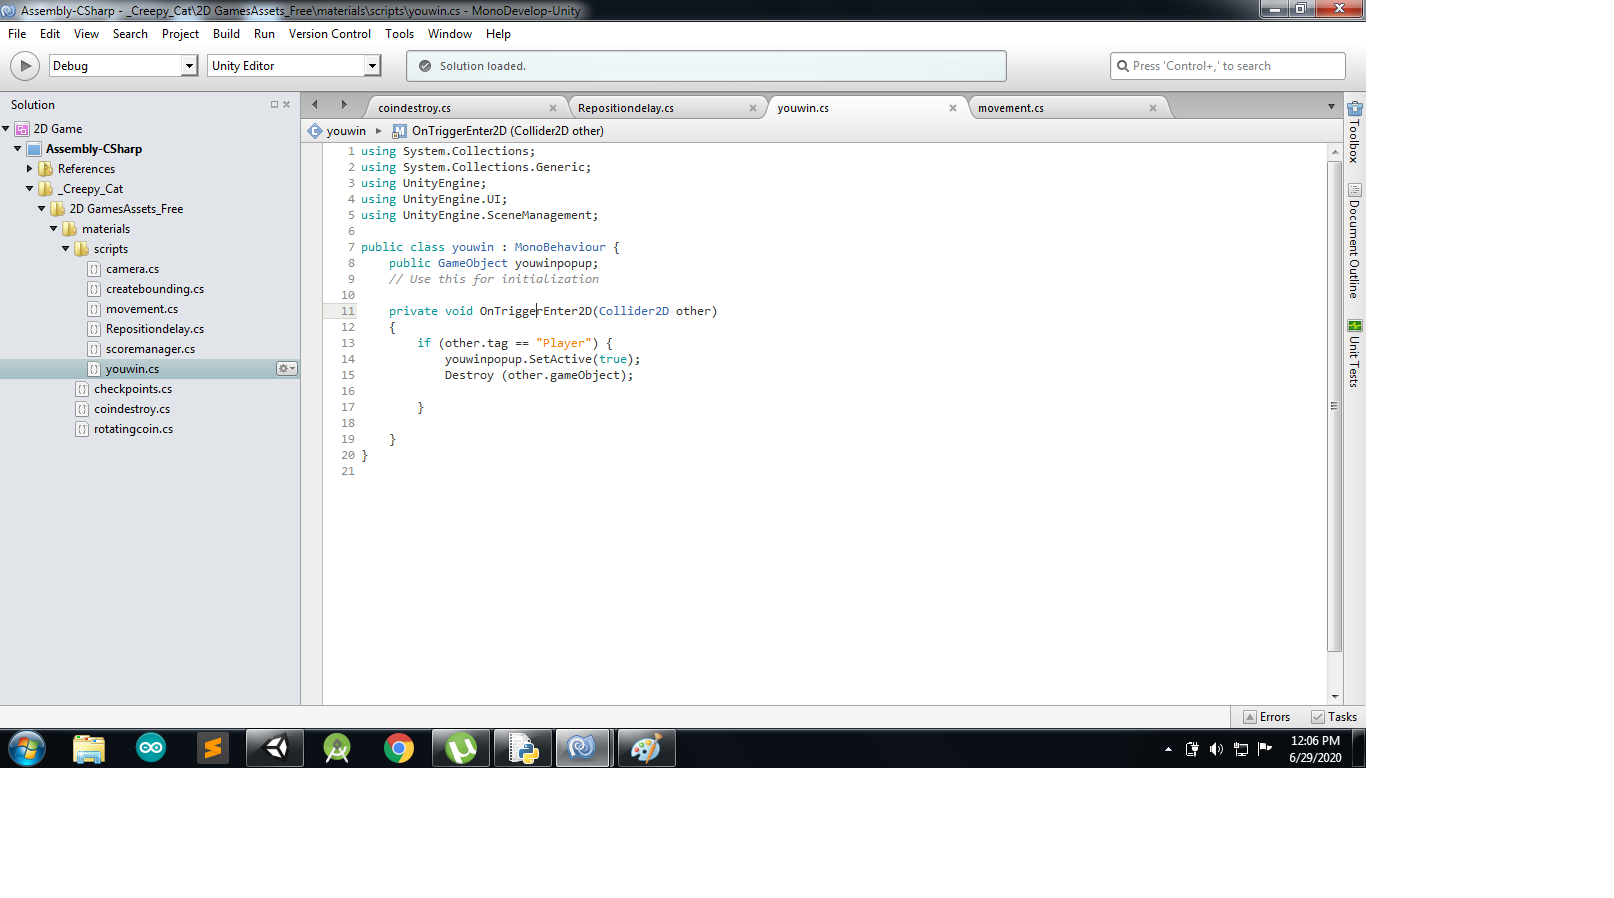 Assembly-CSharp - _Creepy_Cat\2D GamesAssets_Free\materials\scripts\youwin.cs - MonoDevelop-Unity
File Edit View Search Project Build Run Version Control Tools Window Help
Debug Unity Editor Solution loaded. Press 'Control+,' to search
Solution
2D Game
Assembly-CSharp
References
_Creepy_Cat
2D GamesAssets_Free
materials
scripts
camera.cs
createbounding.cs
movement.cs
Repositiondelay.cs
scoremanager.cs
youwin.cs
checkpoints.cs
coindestroy.cs
rotatingcoin.cs
coindestroy.cs Repositiondelay.cs youwin.cs movement.cs
youwin OnTriggerEnter2D (Collider2D other)
1 using System.Collections;
2 using System.Collections.Generic;
3 using UnityEngine;
4 using UnityEngine.UI;
5 using UnityEngine.SceneManagement;
6
7 public class youwin : MonoBehaviour {
8 public GameObject youwinpopup;
9 // Use this for initialization
10
11 private void OnTriggerEnter2D(Collider2D other)
12 {
13 if (other.tag == "Player") {
14 youwinpopup.SetActive(true);
15 Destroy (other.gameObject);
16
17 }
18
19 }
20 }
21
Toolbox
Document Outline
Unit Tests
Errors Tasks
12:06 PM
6/29/2020